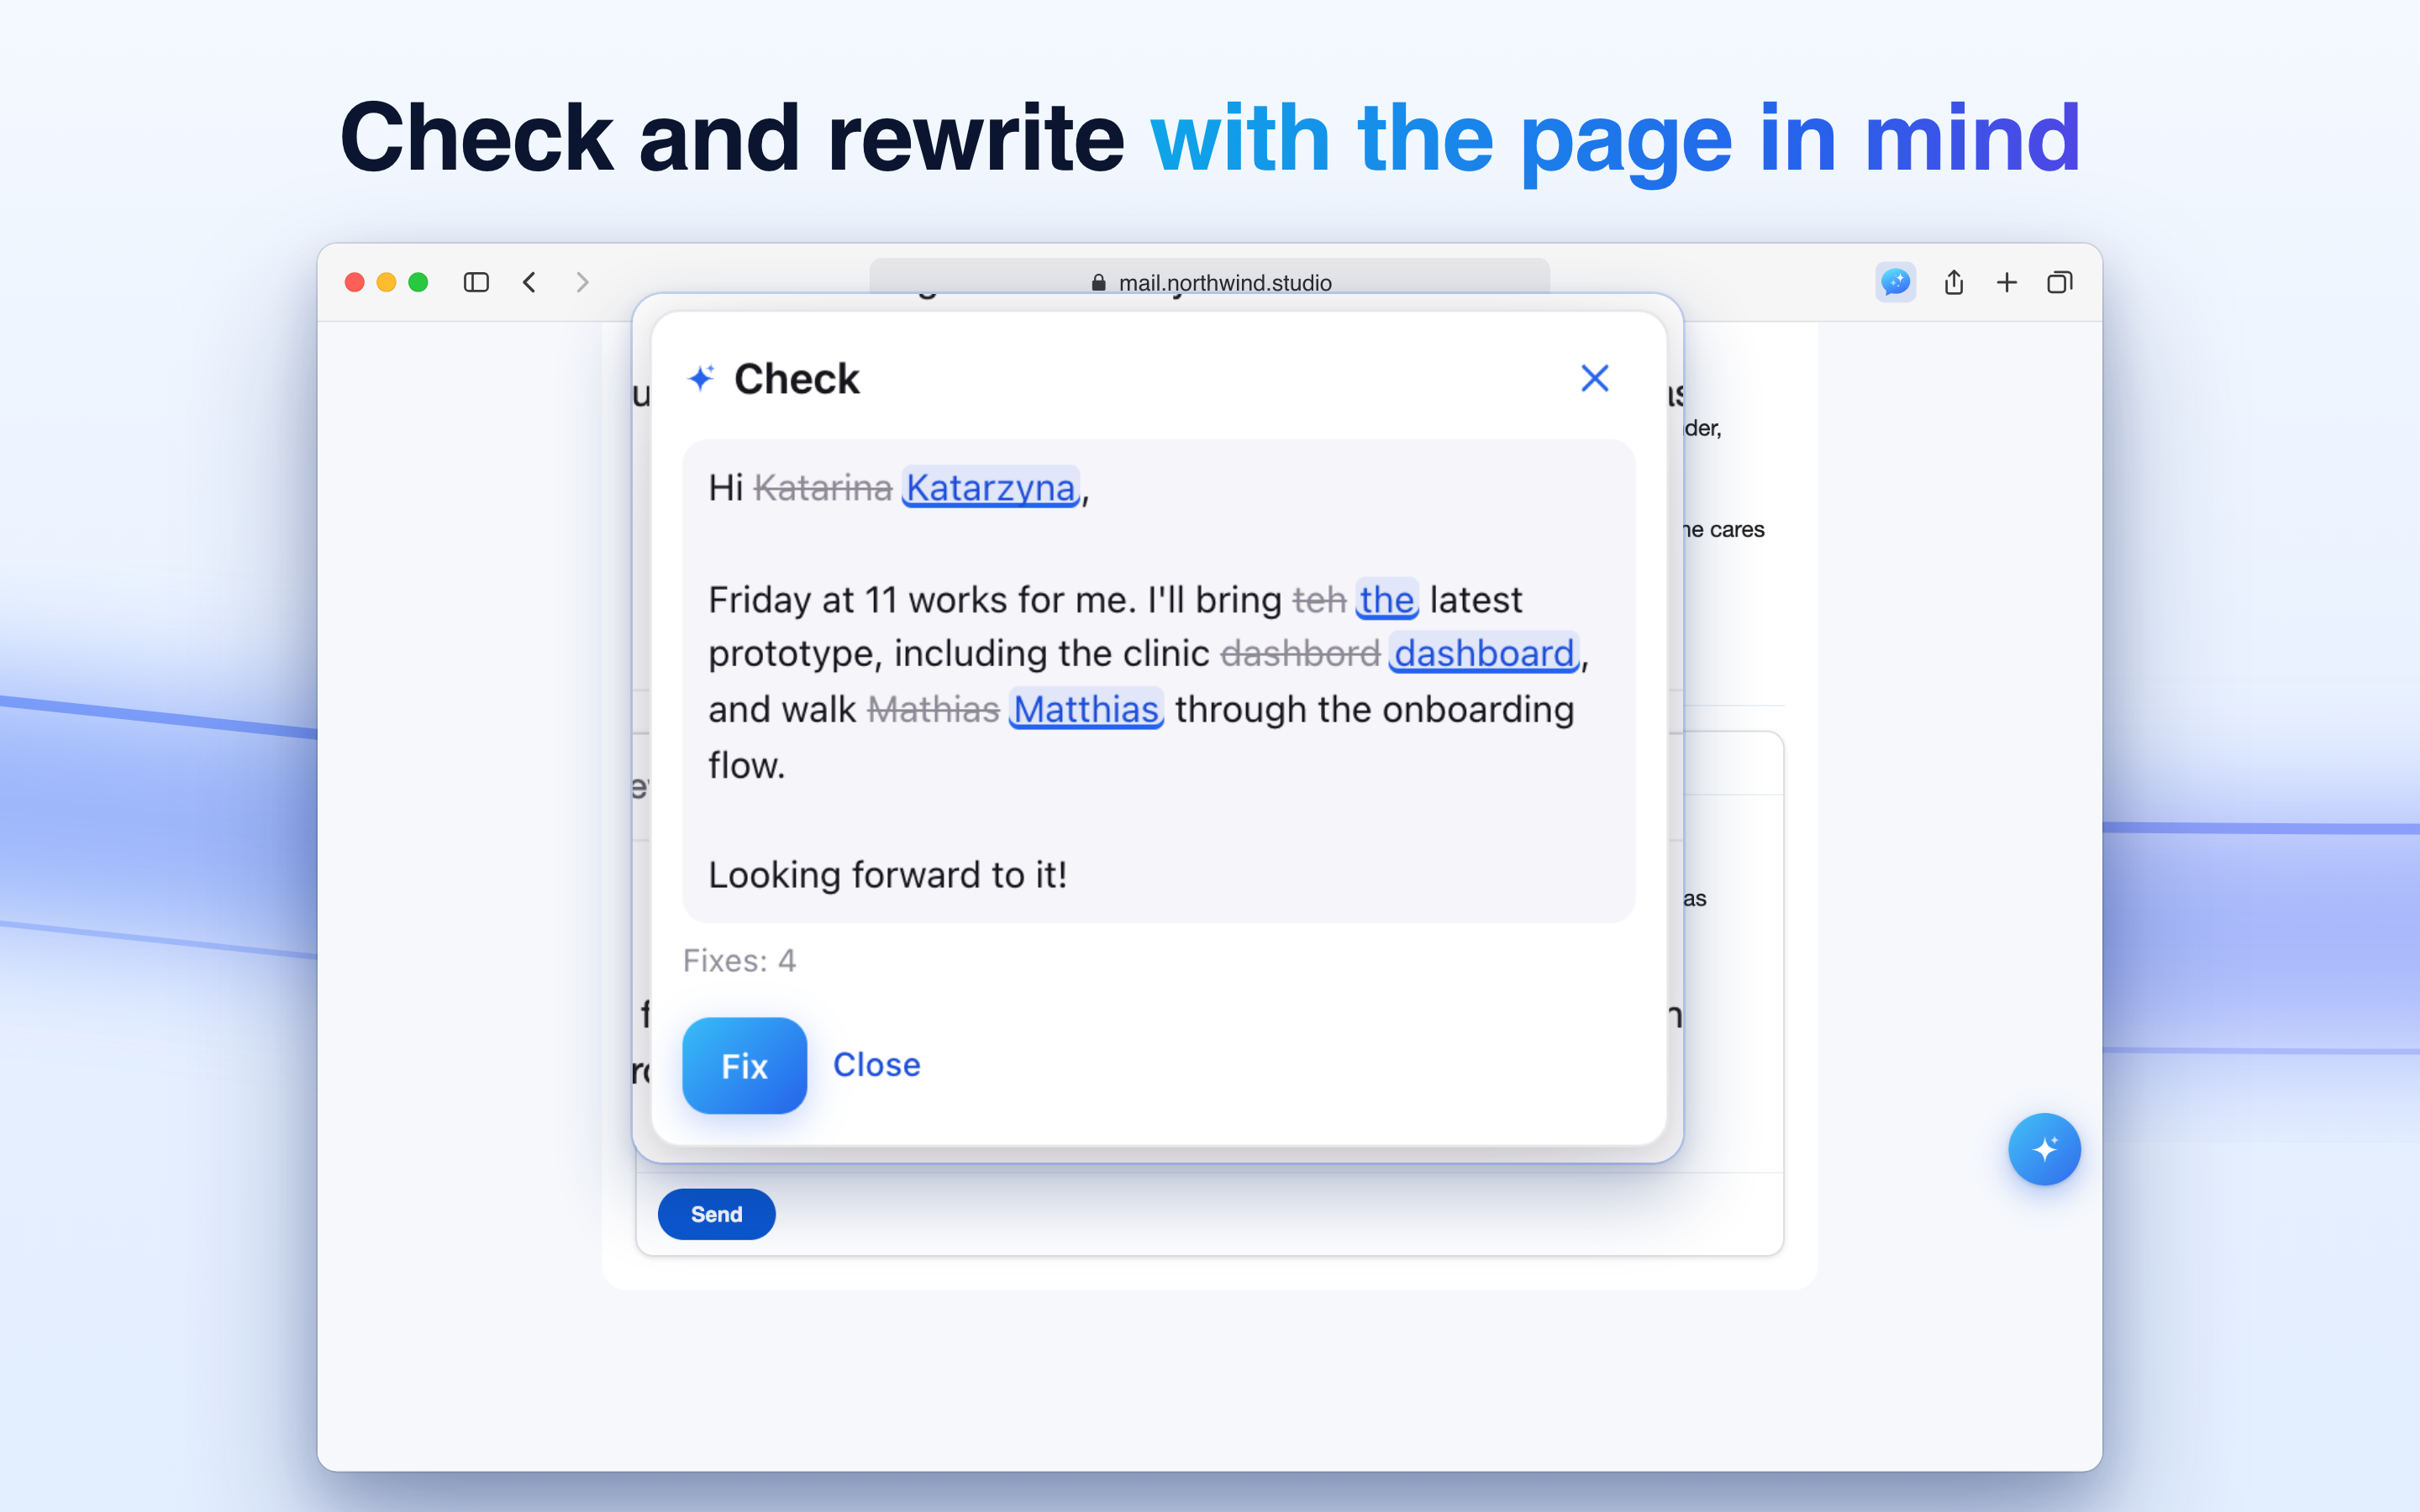 Check and rewrite with the page in mind
mail.northwind.studio
Check
Hi Katarina Katarzyna,
Friday at 11 works for me. I'll bring teh the latest
prototype, including the clinic dashbord dashboard,
and walk Mathias Matthias through the onboarding
flow.
Looking forward to it!
Fixes: 4
Fix Close
cares
as
Send